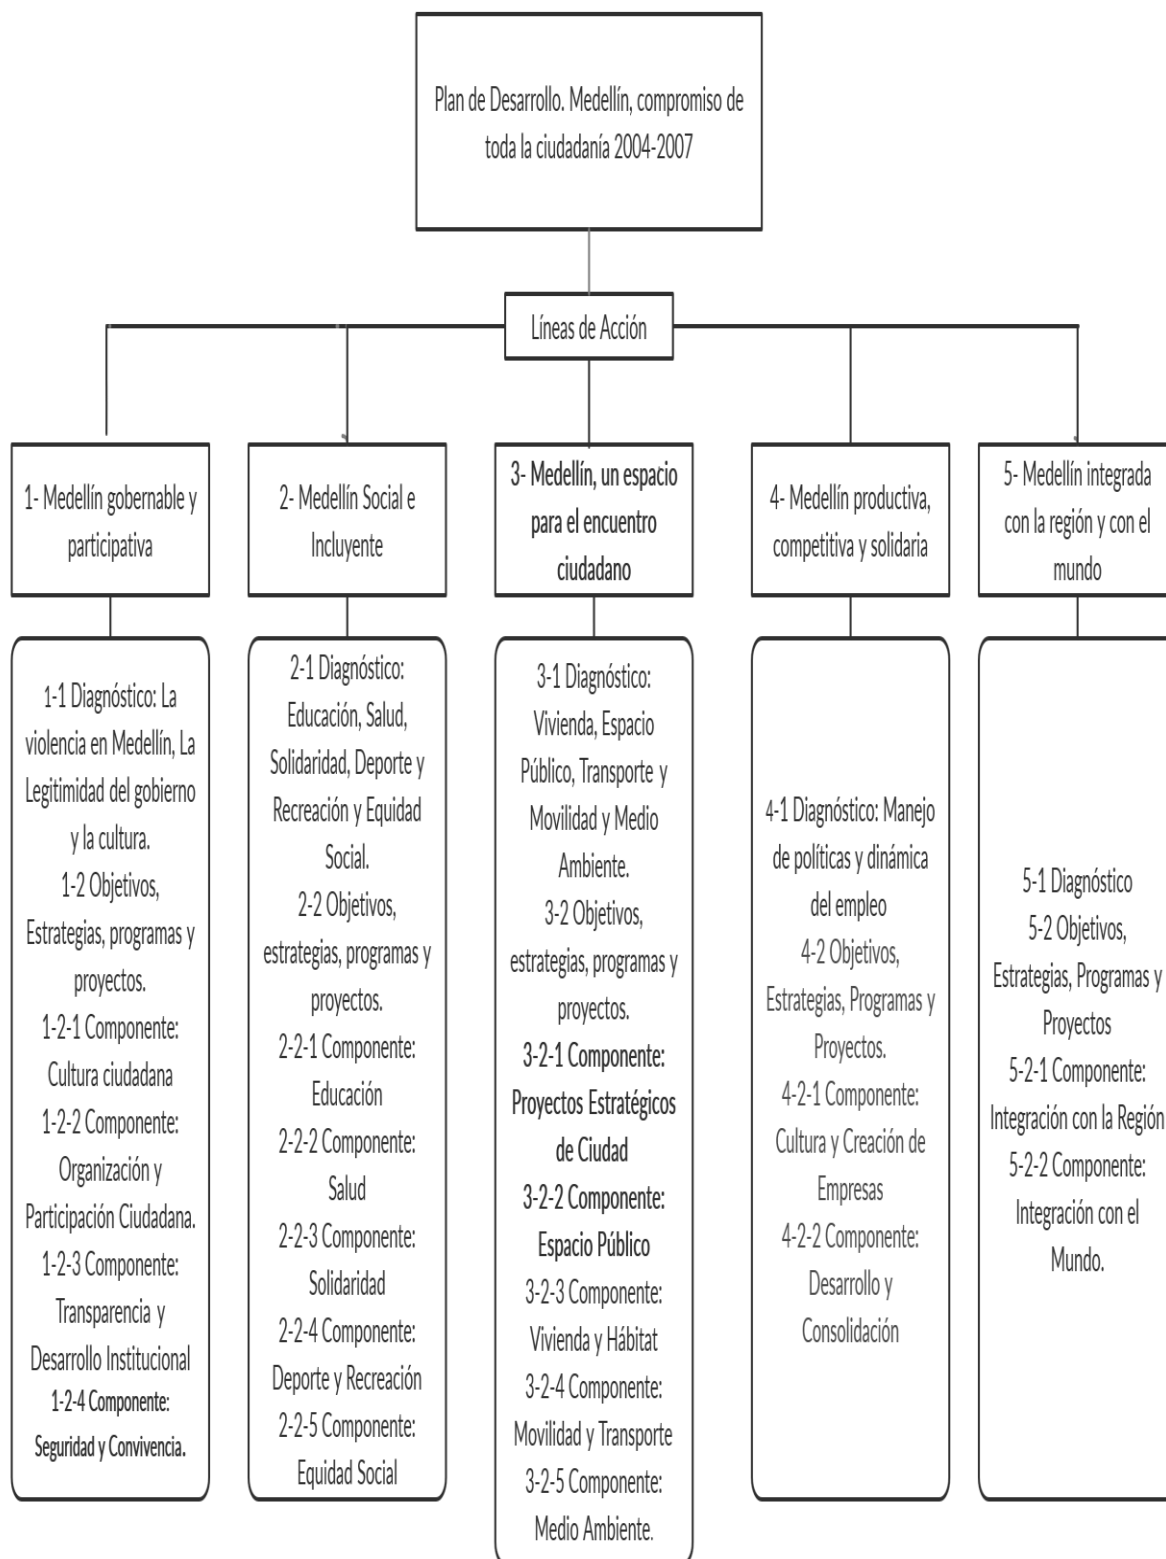 Plan de Desarrollo. Medellín, compromiso de
toda la ciudadanía 2004-2007
Líneas de Acción
1- Medellín gobernable y
participativa
2- Medellín Social e
Incluyente
3- Medellín, un espacio
para el encuentro
ciudadano
4- Medellín productiva,
competitiva y solidaria
5- Medellín integrada
con la región y con el
mundo
1-1 Diagnóstico: La
violencia en Medellín, La
Legitimidad del gobierno
y la cultura.
1-2 Objetivos,
Estrategias, programas y
proyectos.
1-2-1 Componente:
Cultura ciudadana
1-2-2 Componente:
Organización y
Participación Ciudadana.
1-2-3 Componente:
Transparencia y
Desarrollo Institucional
1-2-4 Componente:
Seguridad y Convivencia.
2-1 Diagnóstico:
Educación, Salud,
Solidaridad, Deporte y
Recreación y Equidad
Social.
2-2 Objetivos,
estrategias, programas y
proyectos.
2-2-1 Componente:
Educación
2-2-2 Componente:
Salud
2-2-3 Componente:
Solidaridad
2-2-4 Componente:
Deporte y Recreación
2-2-5 Componente:
Equidad Social
3-1 Diagnóstico:
Vivienda, Espacio
Público, Transporte y
Movilidad y Medio
Ambiente.
3-2 Objetivos,
estrategias, programas y
proyectos.
3-2-1 Componente:
Proyectos Estratégicos
de Ciudad
3-2-2 Componente:
Espacio Público
3-2-3 Componente:
Vivienda y Hábitat
3-2-4 Componente:
Movilidad y Transporte
3-2-5 Componente:
Medio Ambiente.
4-1 Diagnóstico: Manejo
de políticas y dinámica
del empleo
4-2 Objetivos,
Estrategias, Programas y
Proyectos.
4-2-1 Componente:
Cultura y Creación de
Empresas
4-2-2 Componente:
Desarrollo y
Consolidación
5-1 Diagnóstico
5-2 Objetivos,
Estrategias, Programas y
Proyectos
5-2-1 Componente:
Integración con la Región
5-2-2 Componente:
Integración con el
Mundo.